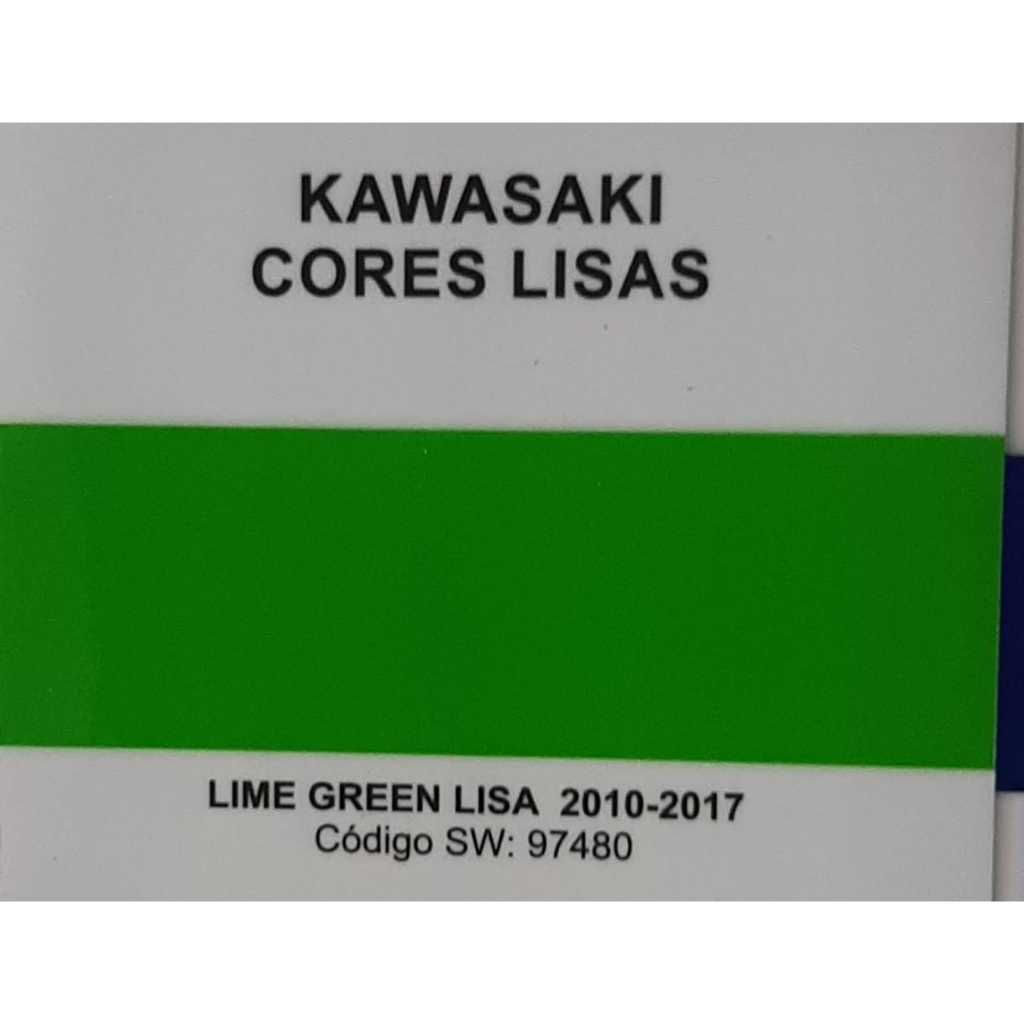 KAWASAKI
CORES LISAS
LIME GREEN LISA 2010-2017
Código SW: 97480